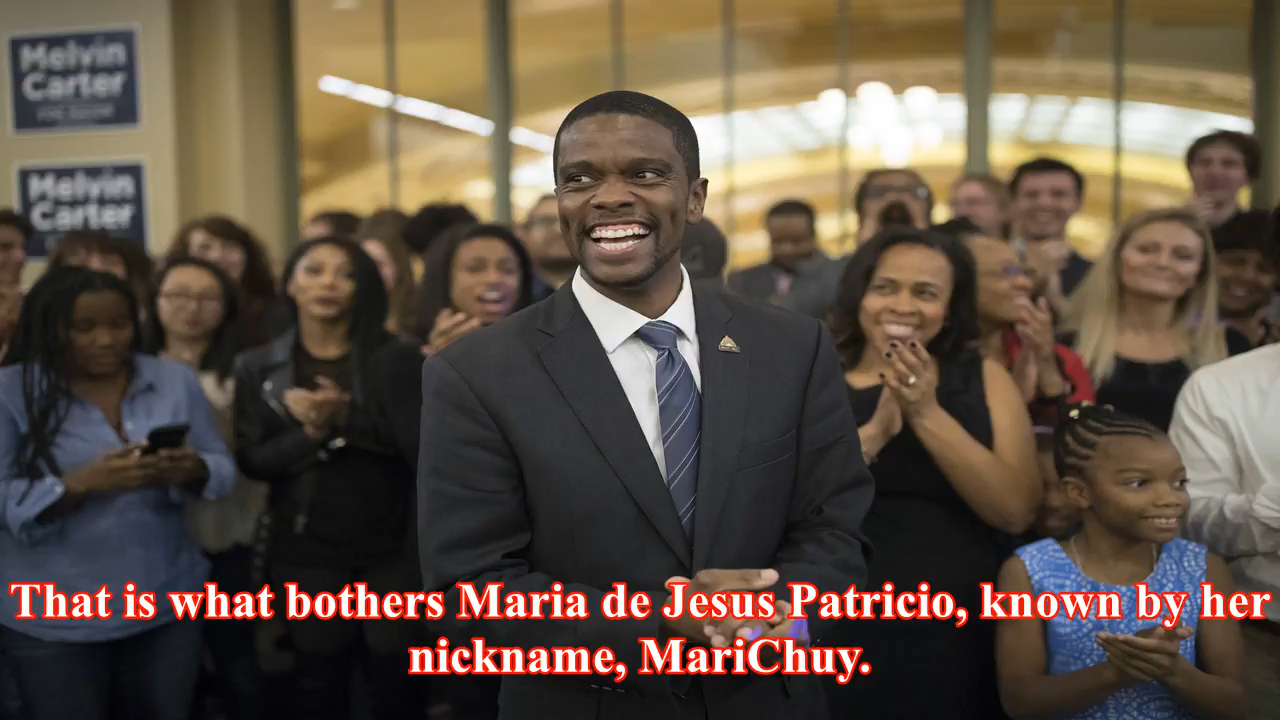 Melvin
Carter
Melvin
Carter
That is what bothers Maria de Jesus Patricio, known by her
nickname, MariChuy.